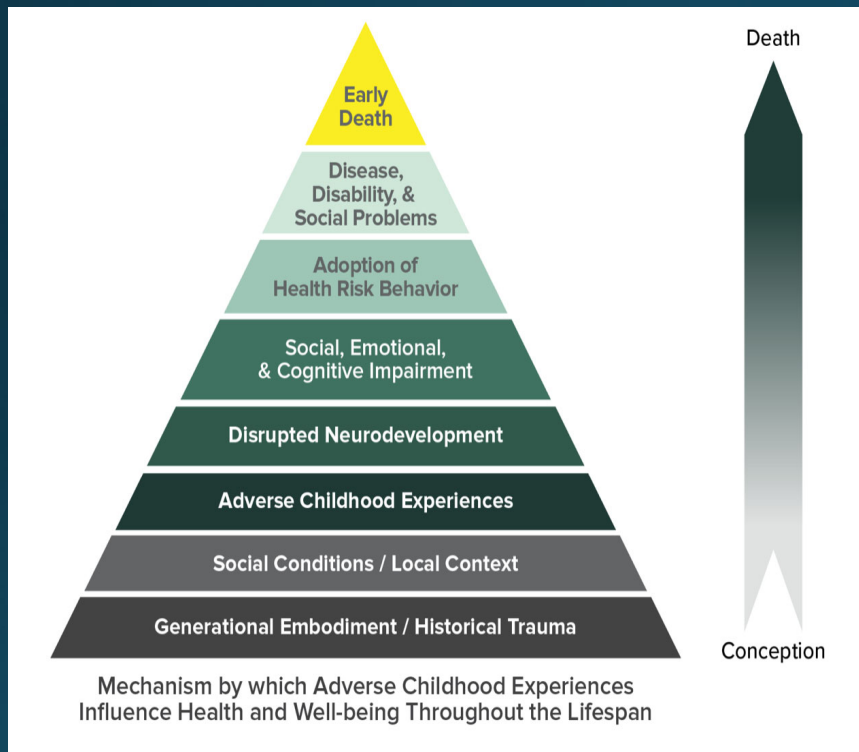 Death
Early
Death
Disease,
Disability, &
Social Problems
Adoption of
Health Risk Behavior
Social, Emotional,
& Cognitive Impairment
Disrupted Neurodevelopment
Adverse Childhood Experiences
Social Conditions / Local Context
Generational Embodiment / Historical Trauma
Conception
Mechanism by which Adverse Childhood Experiences
Influence Health and Well-being Throughout the Lifespan